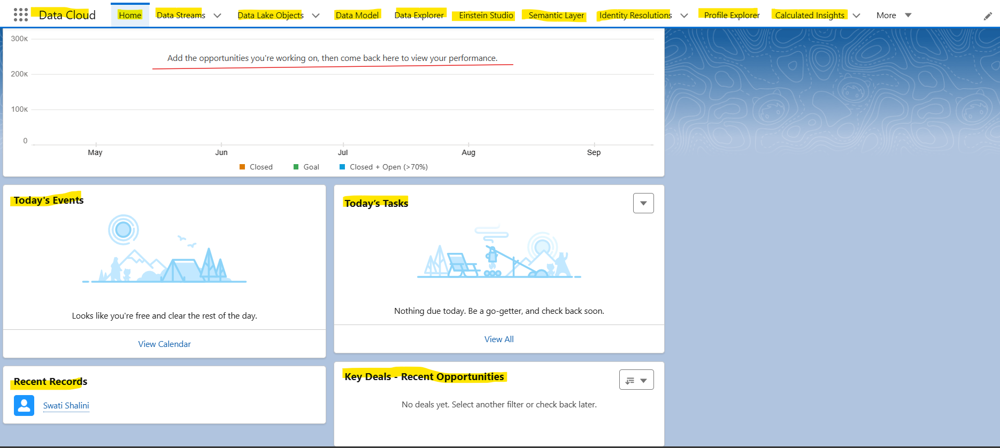 Data Cloud Home Data Streams Data Lake Objects Data Model Data Explorer Einstein Studio Semantic Layer Identity Resolutions Profile Explorer Calculated Insights More
300K
Add the opportunities you're working on, then come back here to view your performance.
200K
100K
0
May Jun Jul Aug Sep
Closed Goal Closed + Open (>70%)
Today's Events
Looks like you're free and clear the rest of the day.
View Calendar
Today's Tasks
Nothing due today. Be a go-getter, and check back soon.
View All
Recent Records
Swati Shalini
Key Deals - Recent Opportunities
No deals yet. Select another filter or check back later.